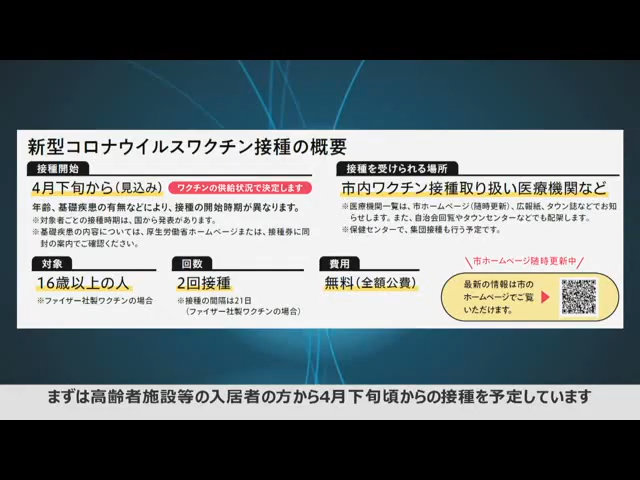 新型コロナウイルスワクチン接種の概要
接種開始
4月下旬から(見込み)
ワクチンの供給状況で決定します
年齢、基礎疾患の有無などにより、接種の開始時期が異なります。
※対象者ごとの接種時期は、国から発表があります。
※基礎疾患の内容については、厚生労働省ホームページまたは、接種券に同
封の案内でご確認ください。
接種を受けられる場所
市内ワクチン接種取り扱い医療機関など
※医療機関一覧は、市ホームページ(随時更新)、広報紙、タウン誌などでお知
らせします。また、自治会回覧やタウンセンターなどでも配架します。
※保健センターで、集団接種も行う予定です。
対象
16歳以上の人
※ファイザー社製ワクチンの場合
回数
2回接種
※接種の間隔は21日
(ファイザー社製ワクチンの場合)
費用
無料(全額公費)
市ホームページ随時更新中
最新の情報は市の
ホームページでご覧
いただけます。
まずは高齢者施設等の入居者の方から4月下旬頃からの接種を予定しています